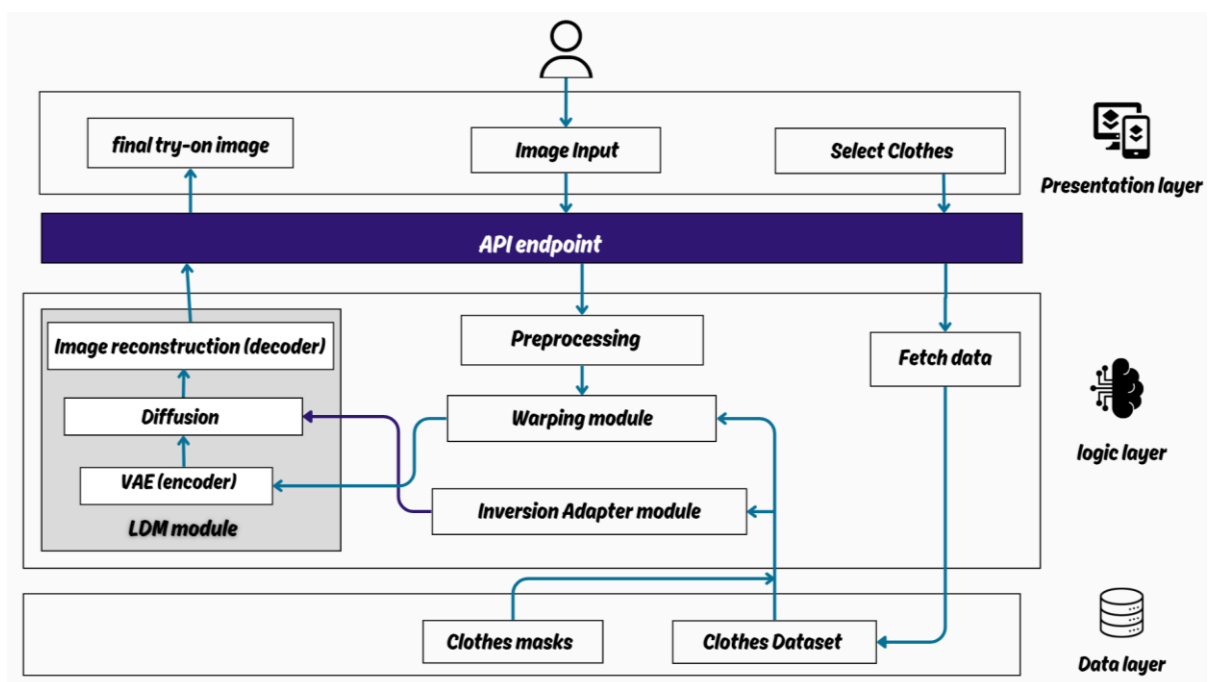 final try-on image
Image Input
Select Clothes
Presentation layer
API endpoint
Image reconstruction (decoder)
Preprocessing
Fetch data
Diffusion
Warping module
logic layer
VAE (encoder)
Inversion Adapter module
LDM module
Clothes masks
Clothes Dataset
Data layer